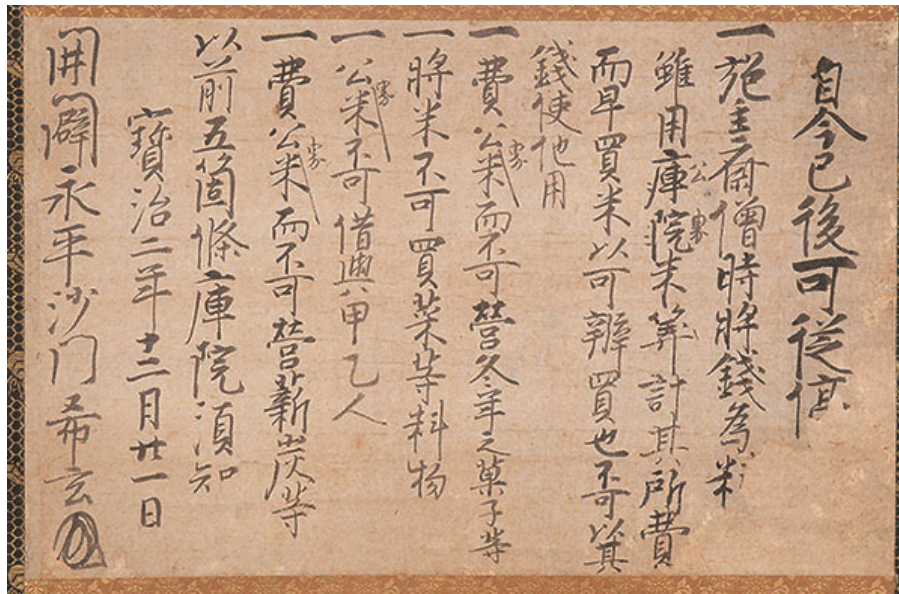 自今已後可從
一施主齋僧時將錢為料
雖用庫院公界米算計其所費
而早買米以可辨買也不可以其
錢使他用
一費公界米而不可營冬年之菓子等
一將米不可買菜等料物
一公界米不可借與甲乙人
一費公界米而不可營薪炭等
以前五箇條庫院須知
寶治二年十二月廿一日
開闢永平沙門希玄